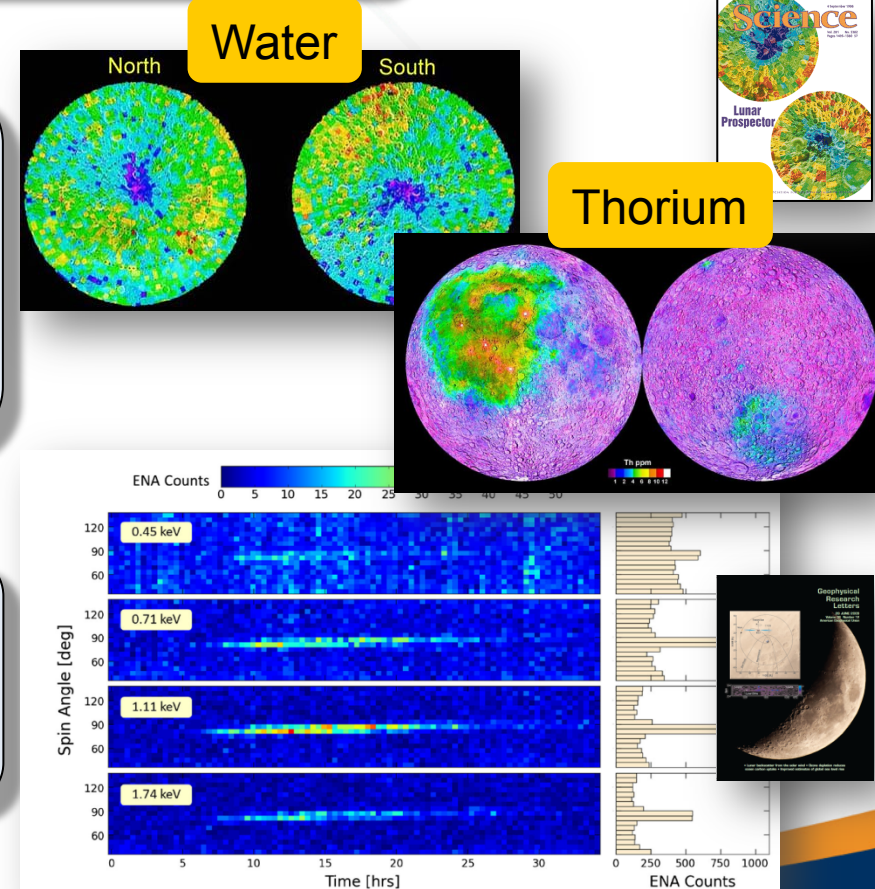 Water
North
South
Science
Lunar
Prospector
Thorium
Th ppm
1 2 4 6 8 10 12
ENA Counts
0 5 10 15 20 25 30 35 40 45 50
0.45 keV
120
90
60
0.71 keV
120
90
60
Spin Angle [deg]
1.11 keV
120
90
60
1.74 keV
120
90
60
0 5 10 15 20 25 30
Time [hrs]
0 250 500 750 1000
ENA Counts
Geophysical
Research
Letters